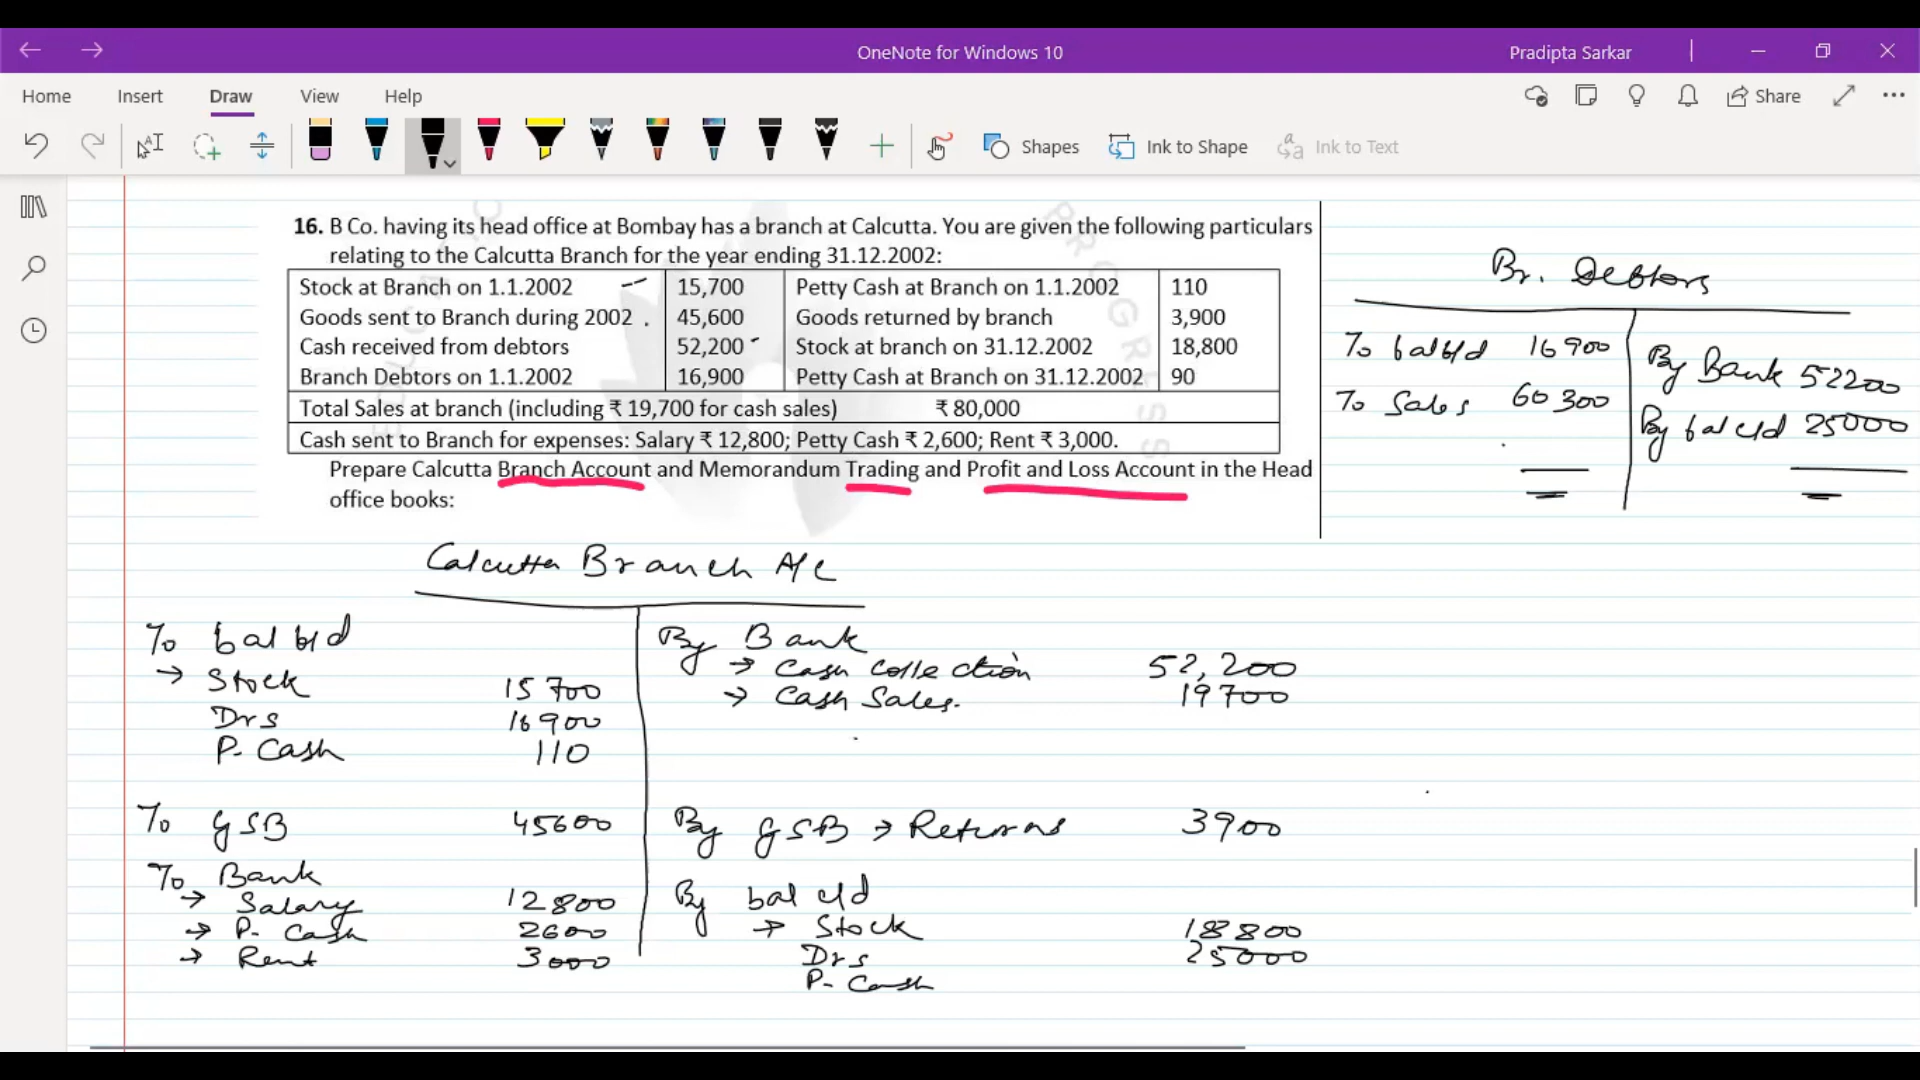 OneNote for Windows 10
Pradipta Sarkar
Home Insert Draw View Help
Share
Shapes Ink to Shape Ink to Text
16. B Co. having its head office at Bombay has a branch at Calcutta. You are given the following particulars
relating to the Calcutta Branch for the year ending 31.12.2002:
Stock at Branch on 1.1.2002 15,700 Petty Cash at Branch on 1.1.2002 110
Goods sent to Branch during 2002 45,600 Goods returned by branch 3,900
Cash received from debtors 52,200 Stock at branch on 31.12.2002 18,800
Branch Debtors on 1.1.2002 16,900 Petty Cash at Branch on 31.12.2002 90
Total Sales at branch (including ₹ 19,700 for cash sales) ₹ 80,000
Cash sent to Branch for expenses: Salary ₹ 12,800; Petty Cash ₹ 2,600; Rent ₹ 3,000.
Prepare Calcutta Branch Account and Memorandum Trading and Profit and Loss Account in the Head
office books:
Br. Debtors
To bal b/d 16900 By Bank 52200
To Sales 60300 By bal c/d 25000
Calcutta Branch A/c
To bal b/d
→ Stock 15700
Drs 16900
P. Cash 110
To GSB 45600
To Bank
→ Salary 12800
→ P. Cash 2600
→ Rent 3000
By Bank
→ Cash collection 52,200
→ Cash Sales. 19700
By GSB → Returns 3900
By bal c/d
→ Stock 18800
Drs 25000
P. Cash